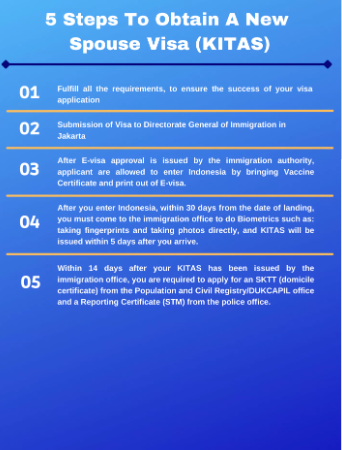 5 Steps To Obtain A New
Spouse Visa (KITAS)
01
Fulfill all the requirements, to ensure the success of your visa
application
02
Submission of Visa to Directorate General of Immigration in
Jakarta
03
After E-visa approval is issued by the immigration authority,
applicant are allowed to enter Indonesia by bringing Vaccine
Certificate and print out of E-visa.
04
After you enter Indonesia, within 30 days from the date of landing,
you must come to the immigration office to do Biometrics such as:
taking fingerprints and taking photos directly, and KITAS will be
issued within 5 days after you arrive.
05
Within 14 days after your KITAS has been issued by the
immigration office, you are required to apply for an SKTT (domicile
certificate) from the Population and Civil Registry/DUKCAPIL office
and a Reporting Certificate (STM) from the police office.